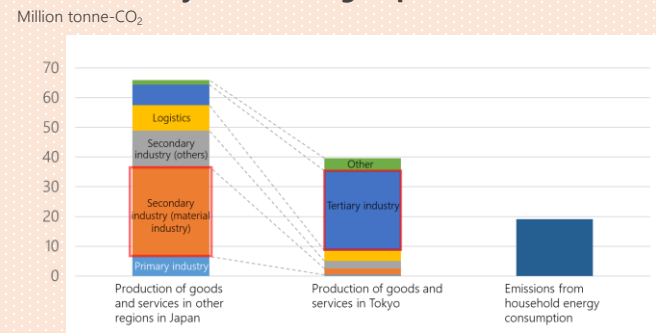 Million tonne-CO₂
70
60
50
40
30
20
10
0
Logistics
Secondary
industry (others)
Secondary
industry (material
industry)
Primary industry
Other
Tertiary industry
Production of goods
and services in other
regions in Japan
Production of goods and
services in Tokyo
Emissions from
household energy
consumption